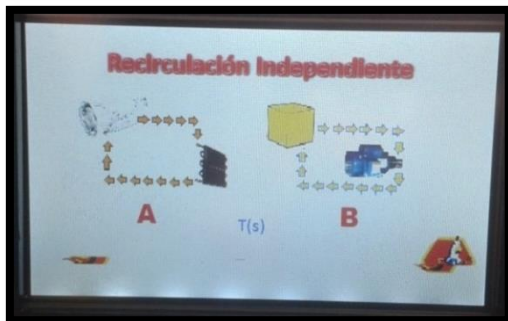 Recirculación Independiente
A
B
T(s)